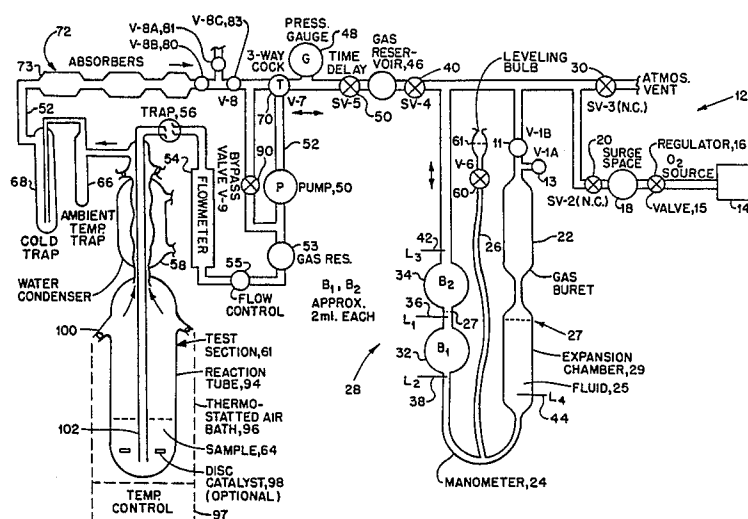 V-8A, 81
V-8C, 83
V-8B, 80
72
ABSORBERS
73
V-8
3-WAY
COCK
T
V-7
70
PRESS.
GAUGE
G
48
TIME
DELAY
SV-5
50
GAS
RESER-
VOIR, 46
40
SV-4
LEVELING
BULB
30
SV-3 (N.C.)
ATMOS.
VENT
12
52
TRAP, 56
54
FLOWMETER
BYPASS
VALVE V-9
90
52
P
PUMP, 50
53
GAS RES.
55
FLOW
CONTROL
68
COLD
TRAP
66
AMBIENT
TEMP
TRAP
58
WATER
CONDENSER
61
V-6
60
26
11
V-1B
V-1A
13
20
SV-2 (N.C.)
SURGE
SPACE
18
REGULATOR, 16
O2
SOURCE
VALVE, 15
14
22
GAS
BURET
42
L3
34
B2
36
L1
27
32
B1
L2
38
B1, B2
APPROX.
2ml. EACH
28
27
EXPANSION
CHAMBER, 29
FLUID, 25
L4
44
MANOMETER, 24
100
TEST
SECTION, 61
REACTION
TUBE, 94
THERMO-
STATTED AIR
BATH, 96
SAMPLE, 64
DISC
CATALYST, 98
(OPTIONAL)
102
TEMP.
CONTROL
97